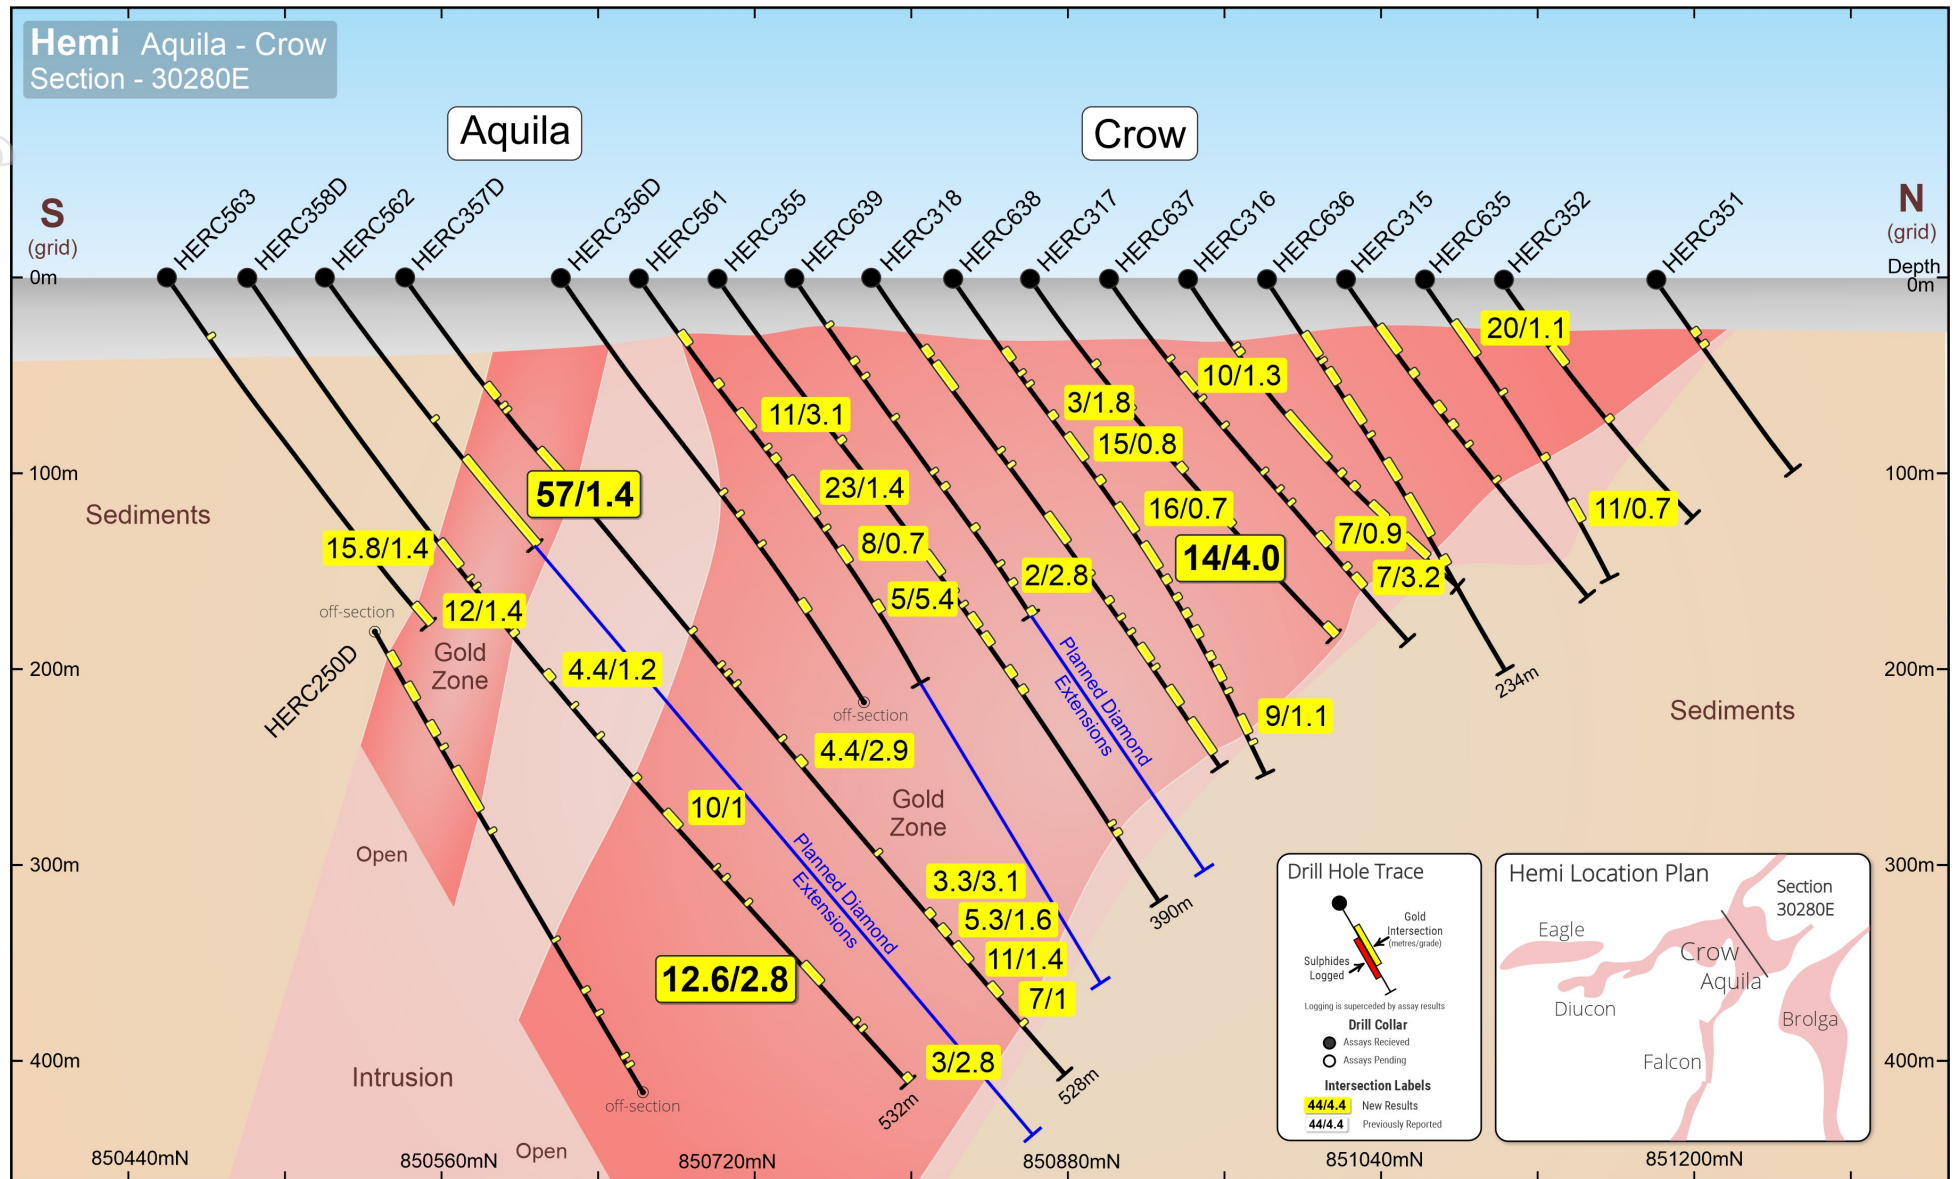 Hemi Aquila - Crow
Section - 30280E
Aquila
Crow
S
(grid)
N
(grid)
HERC563
HERC358D
HERC562
HERC357D
HERC356D
HERC561
HERC355
HERC639
HERC318
HERC638
HERC317
HERC637
HERC316
HERC636
HERC315
HERC635
HERC352
HERC351
0m
Depth
0m
20/1.1
10/1.3
3/1.8
11/3.1
15/0.8
100m
100m
23/1.4
57/1.4
16/0.7
11/0.7
Sediments
7/0.9
8/0.7
15.8/1.4
14/4.0
2/2.8
7/3.2
5/5.4
off-section
12/1.4
HERC250D
Gold
Zone
4.4/1.2
200m
200m
234m
Planned Diamond
Extensions
off-section
9/1.1
Sediments
4.4/2.9
Gold
Zone
10/1
Open
300m
300m
Planned Diamond
Extensions
3.3/3.1
390m
5.3/1.6
11/1.4
12.6/2.8
7/1
400m
400m
3/2.8
Intrusion
528m
532m
off-section
Open
850440mN
850560mN
850720mN
850880mN
851040mN
851200mN
Drill Hole Trace
Gold
Intersection
(metres/grade)
Sulphides
Logged
Logging is superceded by assay results
Drill Collar
Assays Recieved
Assays Pending
Intersection Labels
44/4.4 New Results
44/4.4 Previously Reported
Hemi Location Plan
Section
30280E
Eagle
Crow
Aquila
Diucon
Brolga
Falcon